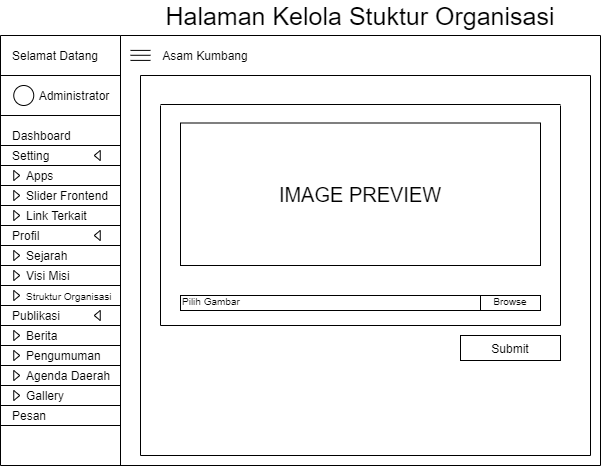 Halaman Kelola Stuktur Organisasi
Selamat Datang
Asam Kumbang
Administrator
Dashboard
Setting
Apps
Slider Frontend
Link Terkait
Profil
Sejarah
Visi Misi
Struktur Organisasi
Publikasi
Berita
Pengumuman
Agenda Daerah
Gallery
Pesan
IMAGE PREVIEW
Pilih Gambar
Browse
Submit